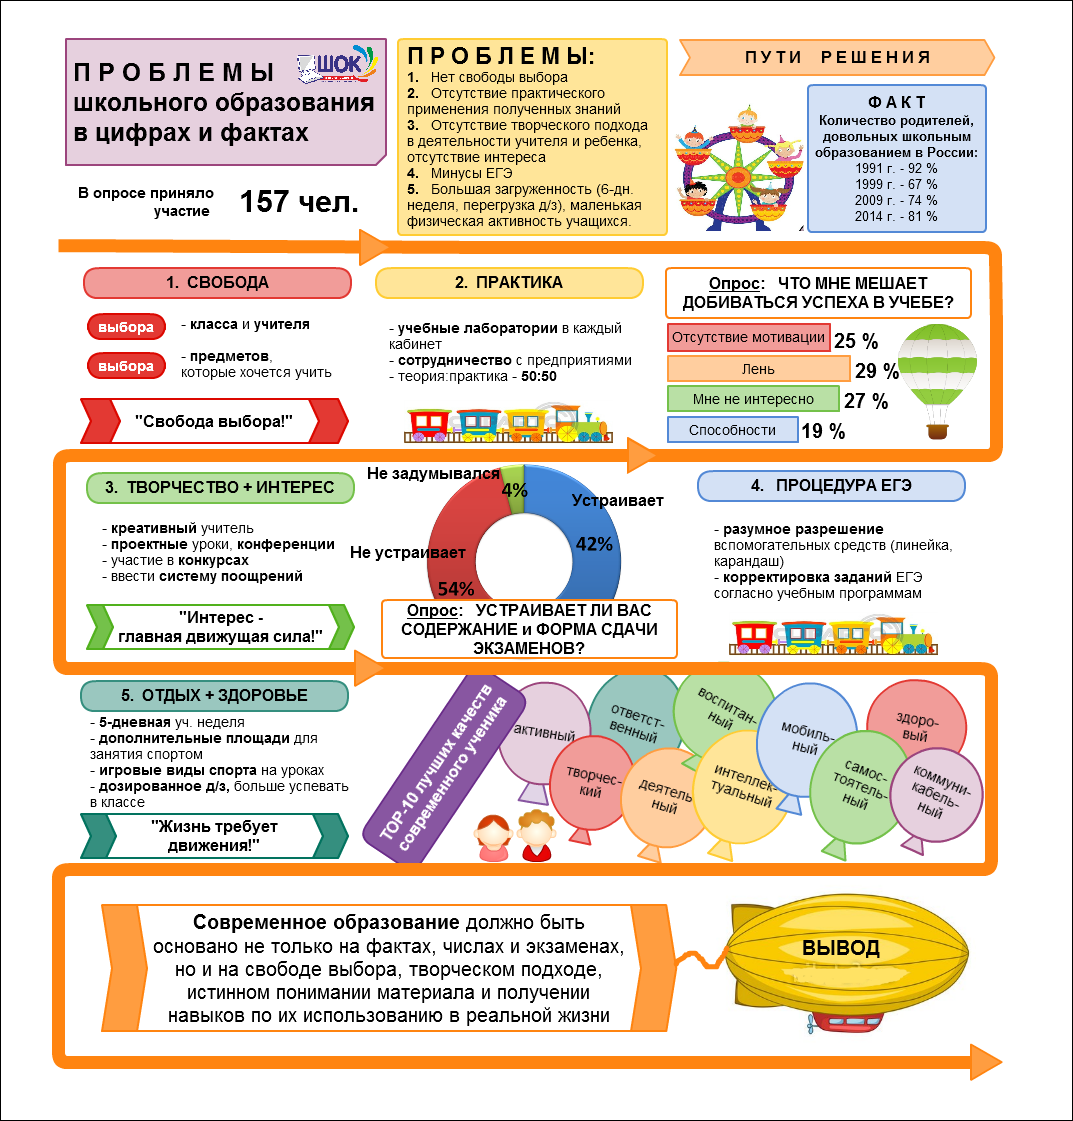 ПРОБЛЕМЫ
школьного образования
в цифрах и фактах
ШОК
В опросе приняло
участие
157 чел.
ПРОБЛЕМЫ:
1. Нет свободы выбора
2. Отсутствие практического
применения полученных знаний
3. Отсутствие творческого подхода
в деятельности учителя и ребенка,
отсутствие интереса
4. Минусы ЕГЭ
5. Большая загруженность (6-дн.
неделя, перегрузка д/з), маленькая
физическая активность учащихся.
ПУТИ РЕШЕНИЯ
ФАКТ
Количество родителей,
довольных школьным
образованием в России:
1991 г. - 92 %
1999 г. - 67 %
2009 г. - 74 %
2014 г. - 81 %
1. СВОБОДА
выбора - класса и учителя
выбора - предметов,
которые хочется учить
"Свобода выбора!"
2. ПРАКТИКА
- учебные лаборатории в каждый
кабинет
- сотрудничество с предприятиями
- теория:практика - 50:50
Опрос: ЧТО МНЕ МЕШАЕТ
ДОБИВАТЬСЯ УСПЕХА В УЧЕБЕ?
Отсутствие мотивации 25 %
Лень 29 %
Мне не интересно 27 %
Способности 19 %
3. ТВОРЧЕСТВО + ИНТЕРЕС
- креативный учитель
- проектные уроки, конференции
- участие в конкурсах
- ввести систему поощрений
"Интерес -
главная движущая сила!"
Не задумывался
4%
Устраивает
42%
Не устраивает
54%
Опрос: УСТРАИВАЕТ ЛИ ВАС
СОДЕРЖАНИЕ и ФОРМА СДАЧИ
ЭКЗАМЕНОВ?
4. ПРОЦЕДУРА ЕГЭ
- разумное разрешение
вспомогательных средств (линейка,
карандаш)
- корректировка заданий ЕГЭ
согласно учебным программам
5. ОТДЫХ + ЗДОРОВЬЕ
- 5-дневная уч. неделя
- дополнительные площади для
занятия спортом
- игровые виды спорта на уроках
- дозированное д/з, больше успевать
в классе
"Жизнь требует
движения!"
TOP-10 лучших качеств
современного ученика
активный
ответст-
венный
воспитан-
ный
мобиль-
ный
здоро-
вый
творчес-
кий
деятель
ный
интеллек-
туальный
самос-
тоятель-
ный
коммуни-
кабель-
ный
Современное образование должно быть
основано не только на фактах, числах и экзаменах,
но и на свободе выбора, творческом подходе,
истинном понимании материала и получении
навыков по их использованию в реальной жизни
ВЫВОД